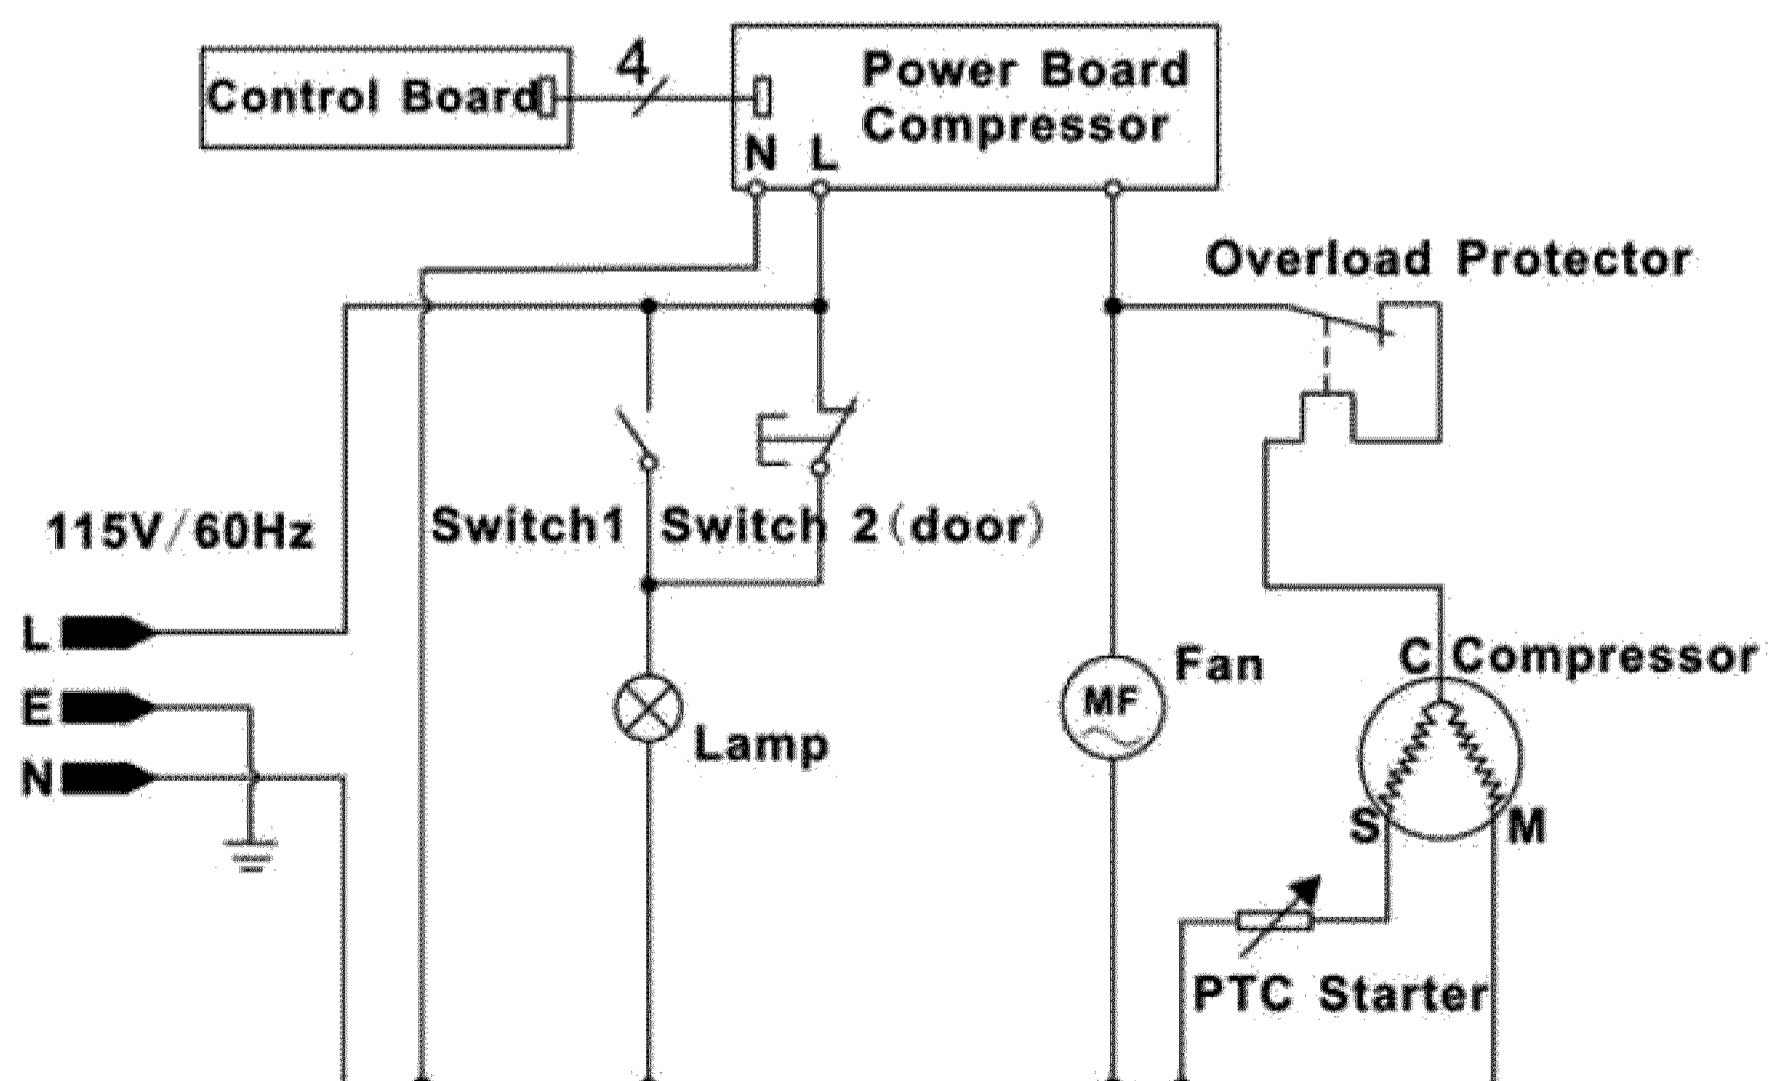 4
Control Board
Power Board
Compressor
N L
Overload Protector
115V/60Hz
Switch1 Switch 2(door)
L
E
N
Lamp
Fan
MF
C Compressor
S M
PTC Starter